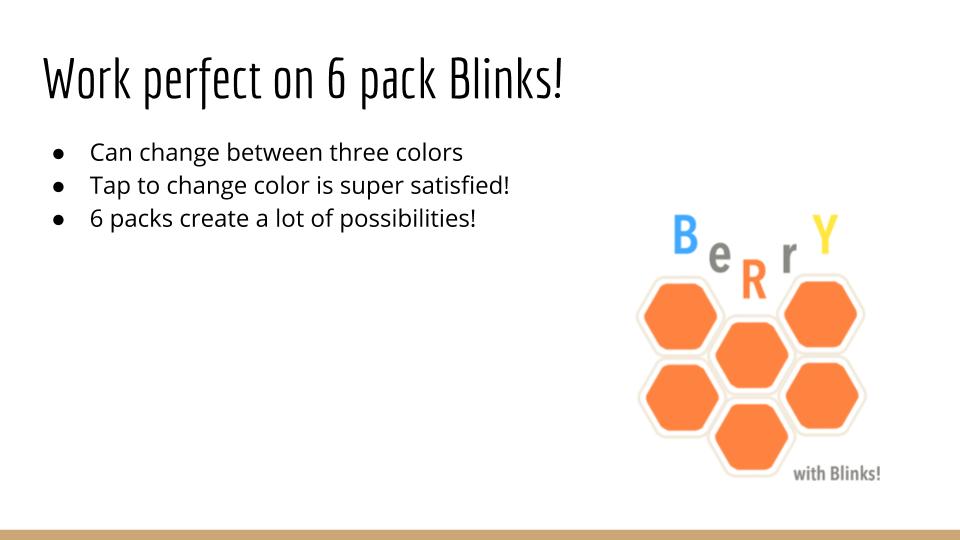 Work perfect on 6 pack Blinks!
● Can change between three colors
● Tap to change color is super satisfied!
● 6 packs create a lot of possibilities!
BeRrY
with Blinks!